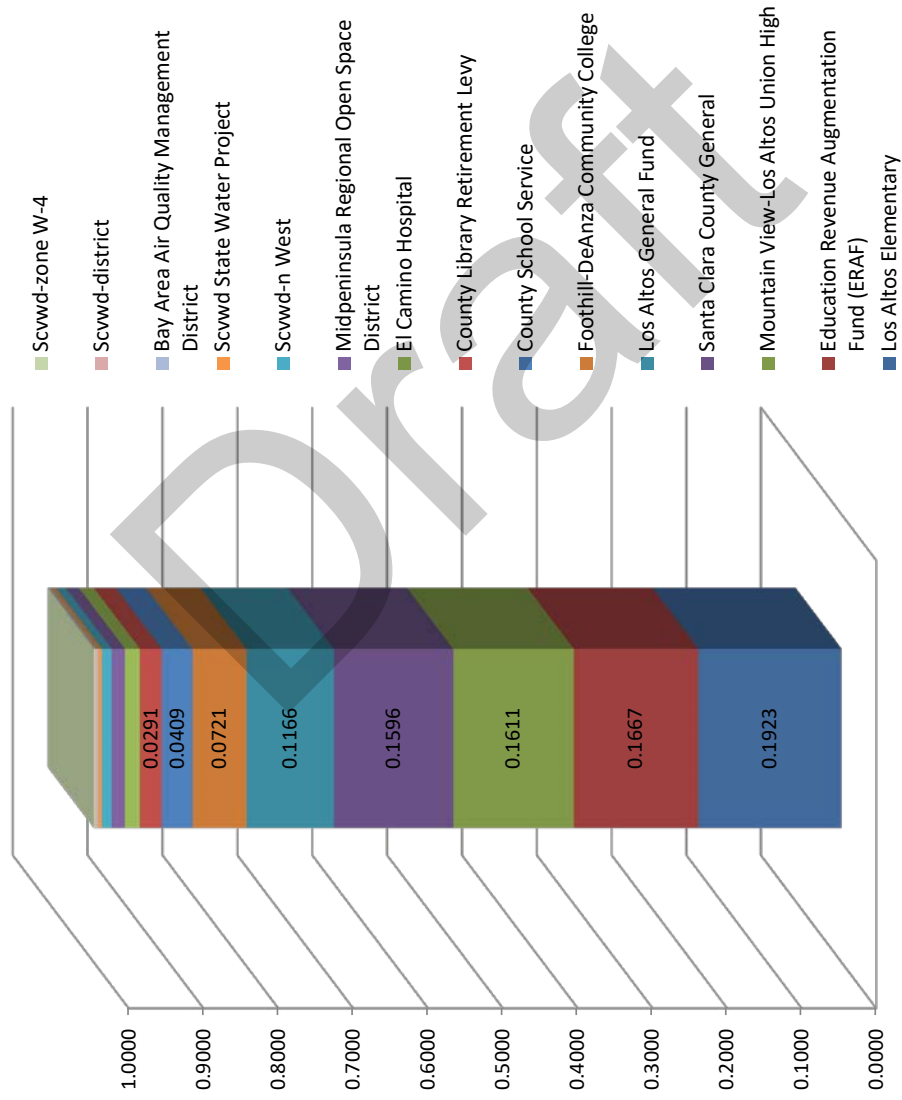 Scvwd-zone W-4
Scvwd-district
Bay Area Air Quality Management
District
Scvwd State Water Project
Scvwd-n West
Midpeninsula Regional Open Space
District
El Camino Hospital
County Library Retirement Levy
County School Service
Foothill-DeAnza Community College
Los Altos General Fund
Santa Clara County General
Mountain View-Los Altos Union High
Education Revenue Augmentation
Fund (ERAF)
Los Altos Elementary
0.0291
0.0409
0.0721
0.1166
0.1596
0.1611
0.1667
0.1923
1.0000
0.9000
0.8000
0.7000
0.6000
0.5000
0.4000
0.3000
0.2000
0.1000
0.0000
Draft